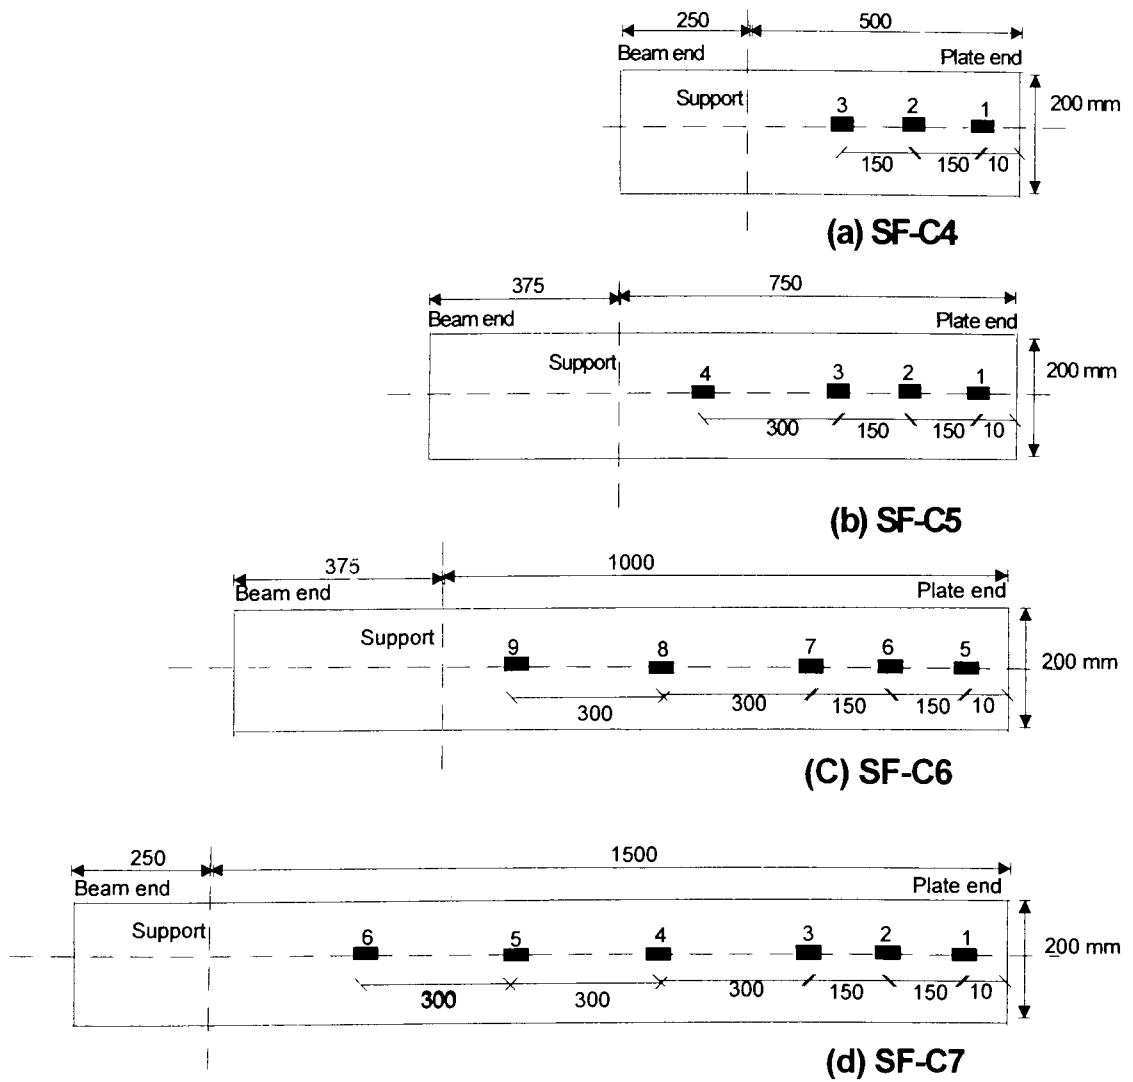 250 500
Beam end Plate end
Support 3 2 1 200 mm
150 150 10
(a) SF-C4
375 750
Beam end Plate end
Support 4 3 2 1 200 mm
300 150 150 10
(b) SF-C5
375 1000
Beam end Plate end
Support 9 8 7 6 5 200 mm
300 300 150 150 10
(C) SF-C6
250 1500
Beam end Plate end
Support 6 5 4 3 2 1 200 mm
300 300 300 150 150 10
(d) SF-C7